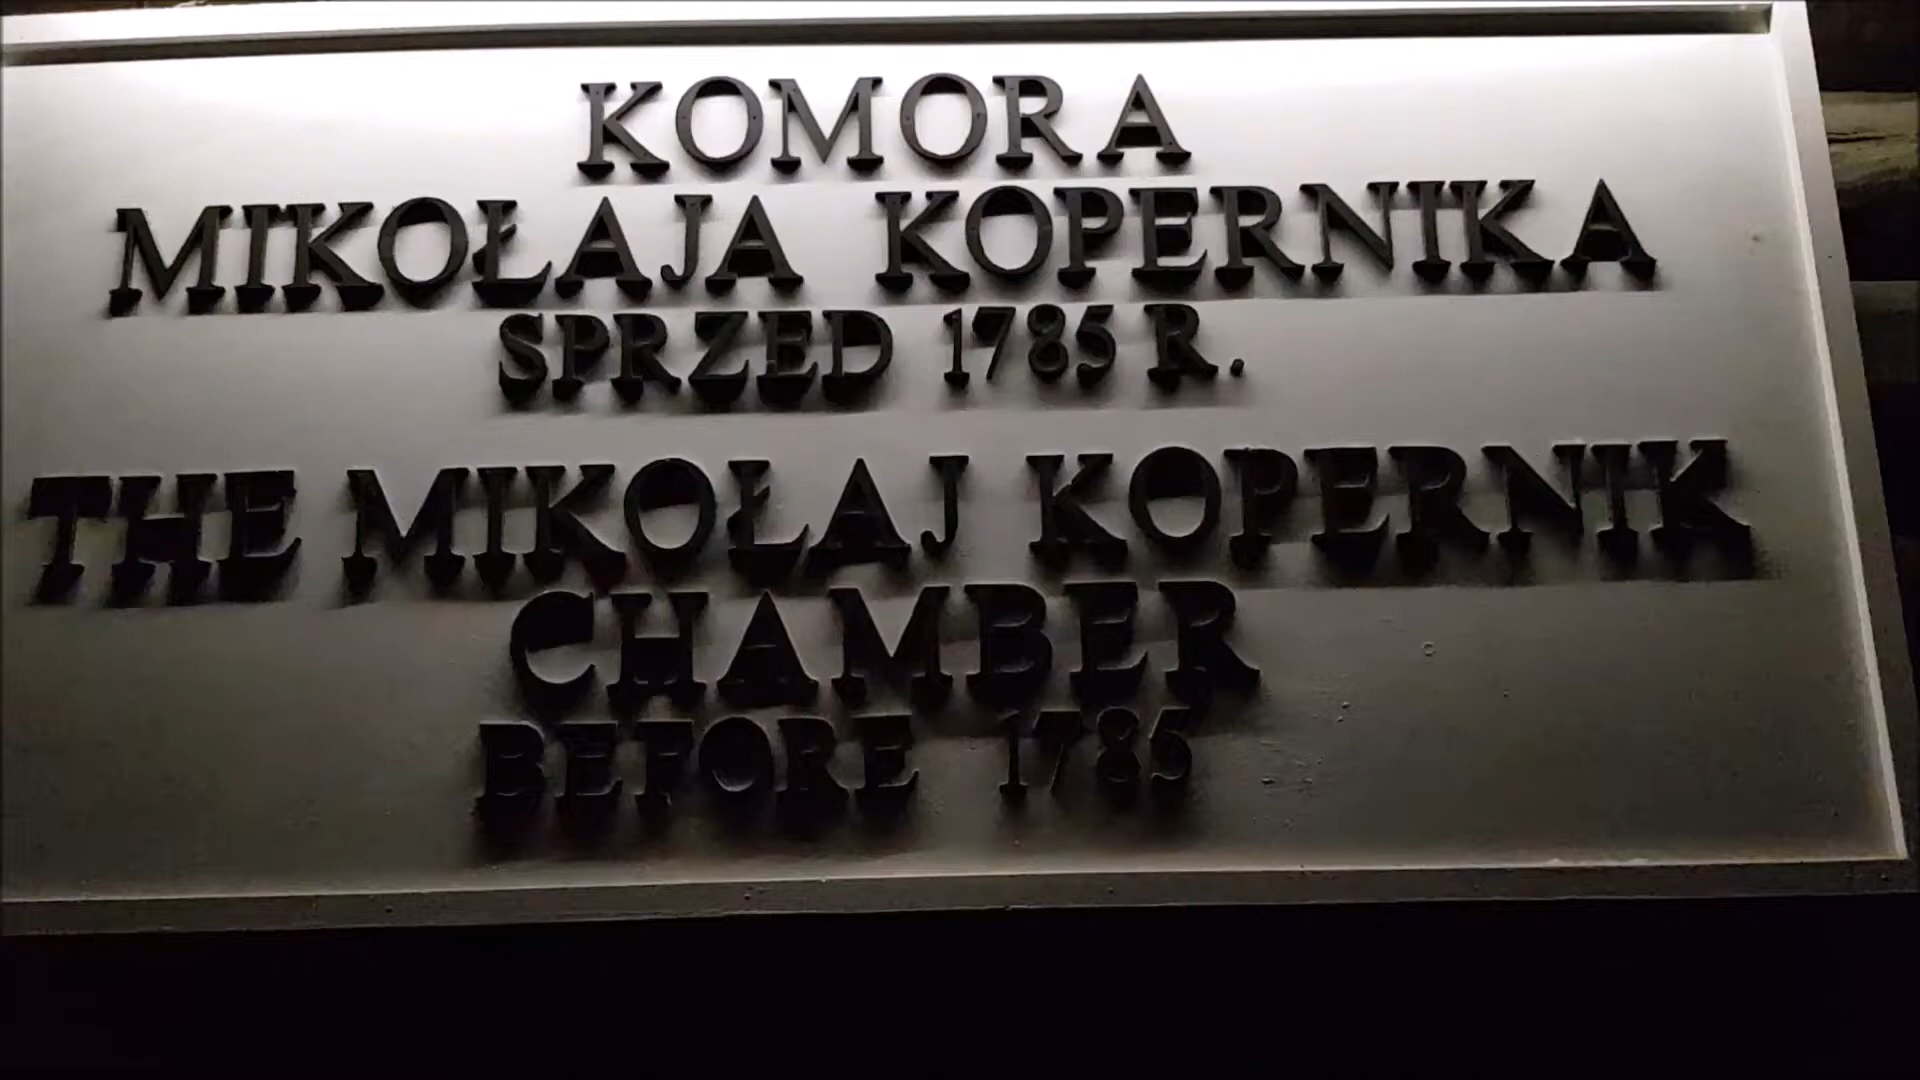 KOMORA
MIKOŁAJA KOPERNIKA
SPRZED 1785 R.
THE MIKOŁAJ KOPERNIK
CHAMBER
BEFORE 1785